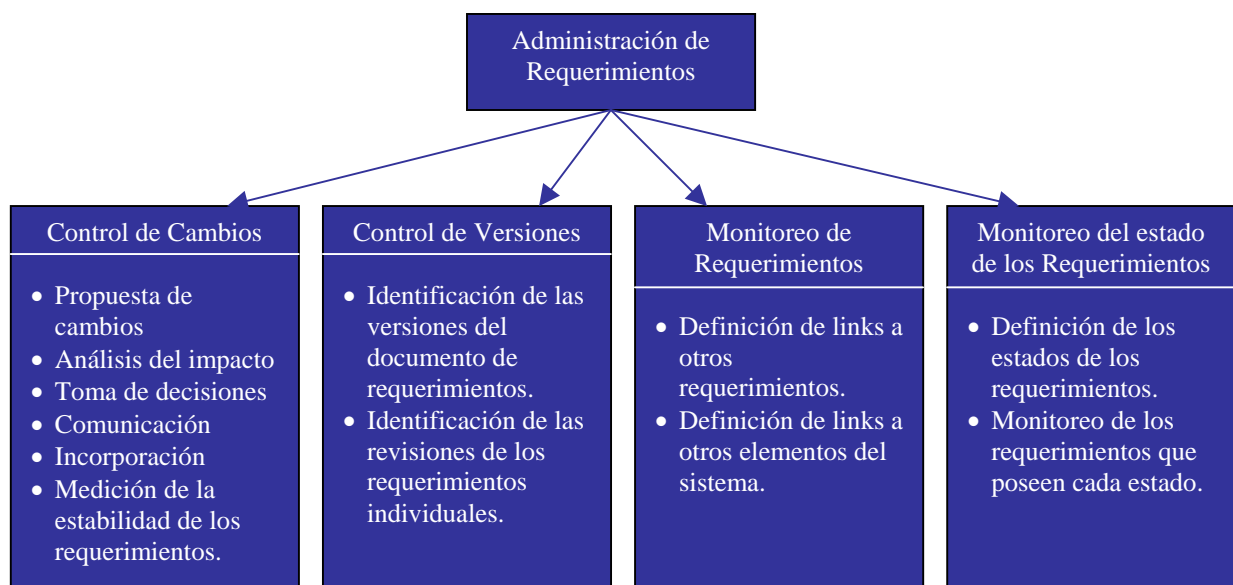 Administración de
Requerimientos
Control de Cambios
• Propuesta de
cambios
• Análisis del impacto
• Toma de decisiones
• Comunicación
• Incorporación
• Medición de la
estabilidad de los
requerimientos.
Control de Versiones
• Identificación de las
versiones del
documento de
requerimientos.
• Identificación de las
revisiones de los
requerimientos
individuales.
Monitoreo de
Requerimientos
• Definición de links a
otros
requerimientos.
• Definición de links a
otros elementos del
sistema.
Monitoreo del estado
de los Requerimientos
• Definición de los
estados de los
requerimientos.
• Monitoreo de los
requerimientos que
poseen cada estado.